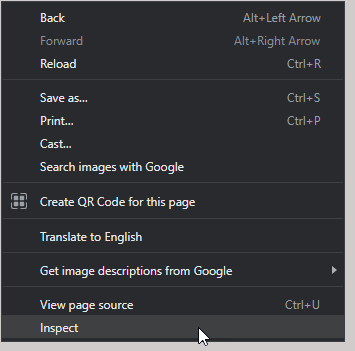 Back Alt+Left Arrow
Forward Alt+Right Arrow
Reload Ctrl+R
Save as... Ctrl+S
Print... Ctrl+P
Cast...
Search images with Google
Create QR Code for this page
Translate to English
Get image descriptions from Google
View page source Ctrl+U
Inspect